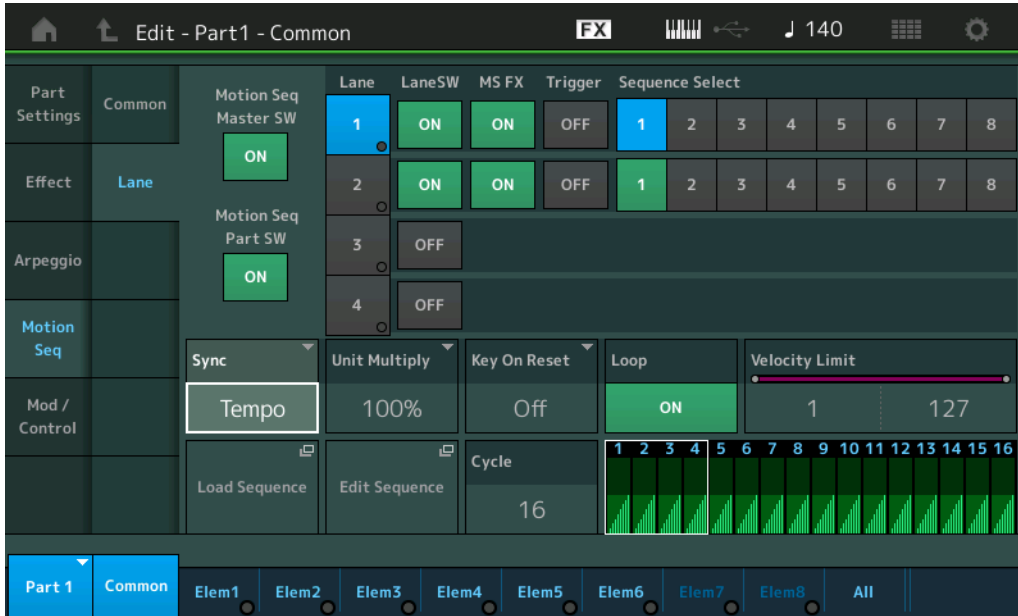 Edit - Part1 - Common
FX
♩ 140
Part Settings
Effect
Arpeggio
Motion Seq
Mod / Control
Common
Lane
Motion Seq Master SW
ON
Motion Seq Part SW
ON
Lane LaneSW MS FX Trigger Sequence Select
1 ON ON OFF 1 2 3 4 5 6 7 8
2 ON ON OFF 1 2 3 4 5 6 7 8
3 OFF
4 OFF
Sync Unit Multiply Key On Reset Loop Velocity Limit
Tempo 100% Off ON 1 127
Load Sequence Edit Sequence Cycle
16
1 2 3 4 5 6 7 8 9 10 11 12 13 14 15 16
Part 1 Common Elem1 Elem2 Elem3 Elem4 Elem5 Elem6 Elem7 Elem8 All